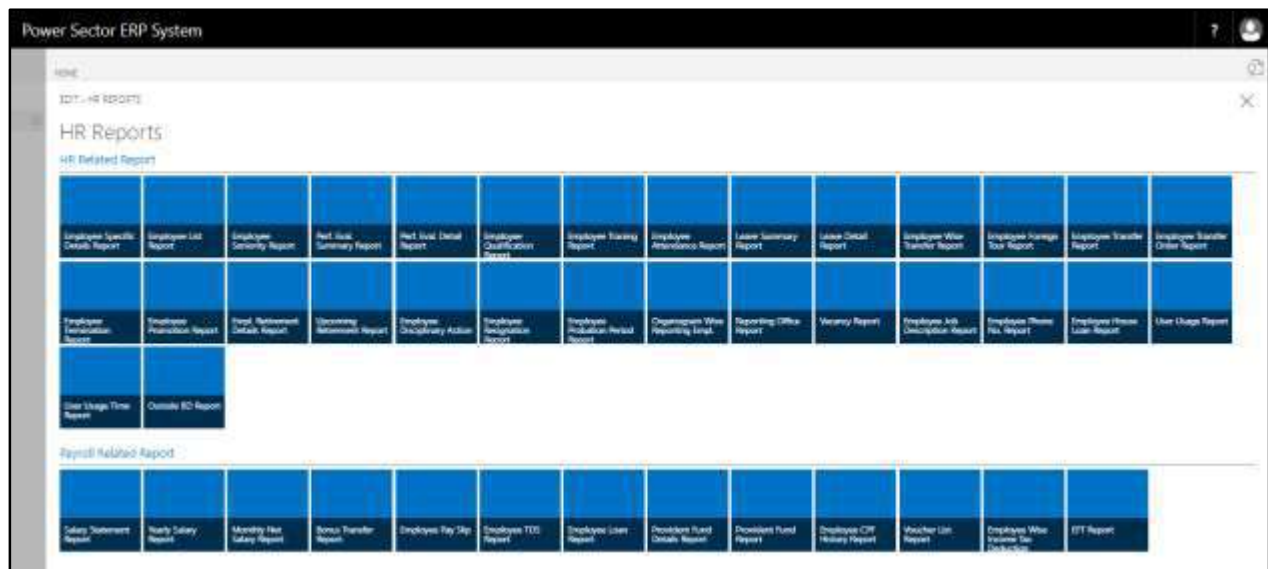 Power Sector ERP System ?
HOME
EDIT - HR REPORTS
HR Reports
HR Related Report
Employee Specific Details Report
Employee List Report
Employee Seniority Report
Perf. Eval. Summary Report
Perf. Eval. Detail Report
Employee Qualification Report
Employee Traning Report
Employee Attendance Report
Leave Summary Report
Leave Detail Report
Employee Wise Transfer Report
Employee Foreign Tour Report
Employee Transfer Report
Employee Transfer Order Report
Employee Termination Report
Employee Promotion Report
Empl. Retirement Details Report
Upcoming Retirement Report
Employee Disciplinary Action
Employee Resignation Report
Employee Probation Period Report
Organogram Wise Reporting Empl.
Reporting Office Report
Vacancy Report
Employee Job Description Report
Employee Phone No. Report
Employee House Loan Report
User Usage Report
User Usage Time Report
Outside BD Report
Payroll Related Report
Salary Statement Report
Yearly Salary Report
Monthly Net Salary Report
Bonus Transfer Report
Employee Pay Slip
Employee TDS Report
Employee Loan Report
Provident Fund Details Report
Provident Fund Report
Employee CPF History Report
Voucher List Report
Employee Wise Income Tax Deduction
EFT Report